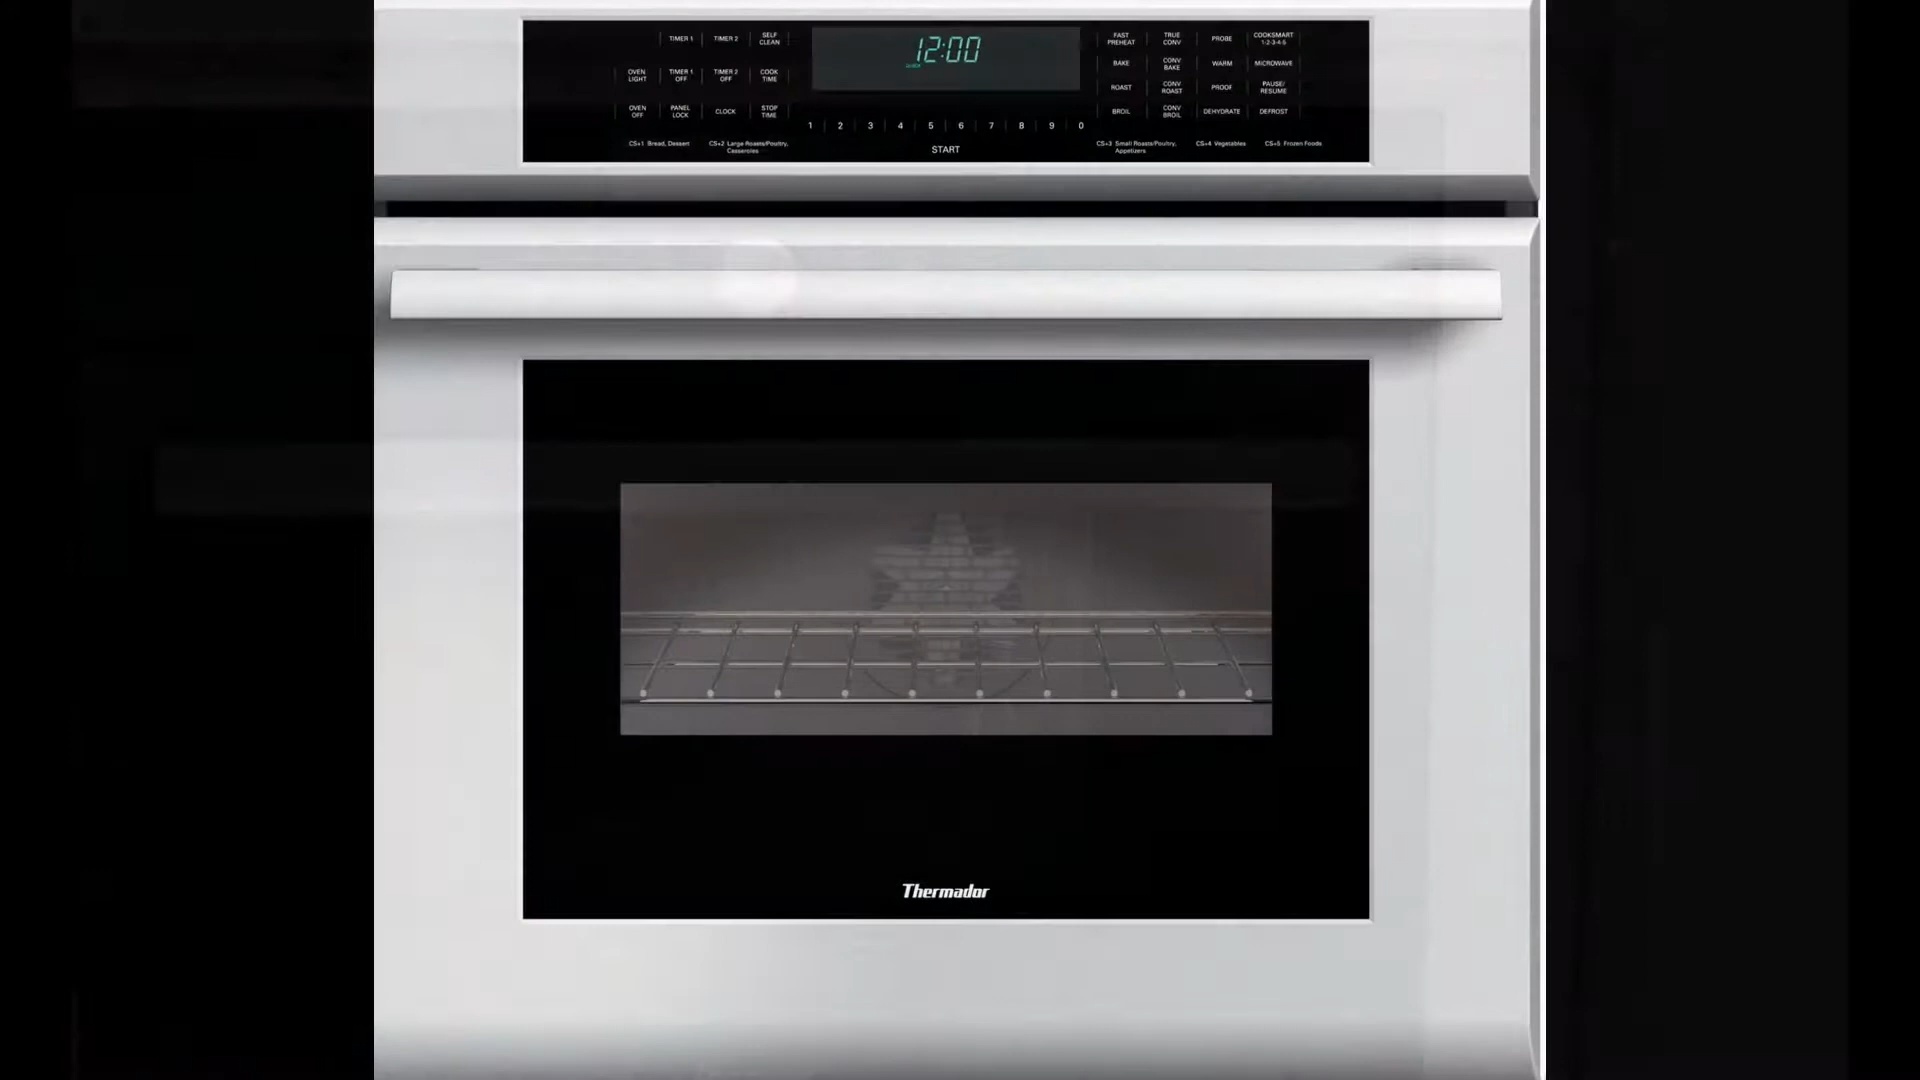 TIMER 1 TIMER 2 SELF CLEAN
OVEN LIGHT TIMER 1 OFF TIMER 2 OFF COOK TIME
OVEN OFF PANEL LOCK CLOCK STOP TIME
CS+1 Bread, Dessert CS+2 Large Roasts/Poultry, Casseroles
12:00
1 2 3 4 5 6 7 8 9 0
START
FAST PREHEAT TRUE CONV PROBE COOKSMART 1-2-3-4-5
BAKE CONV BAKE WARM MICROWAVE
ROAST CONV ROAST PROOF PAUSE/ RESUME
BROIL CONV BROIL DEHYDRATE DEFROST
CS+3 Small Roasts/Poultry, Appetizers CS+4 Vegetables CS+5 Frozen Foods
Thermador